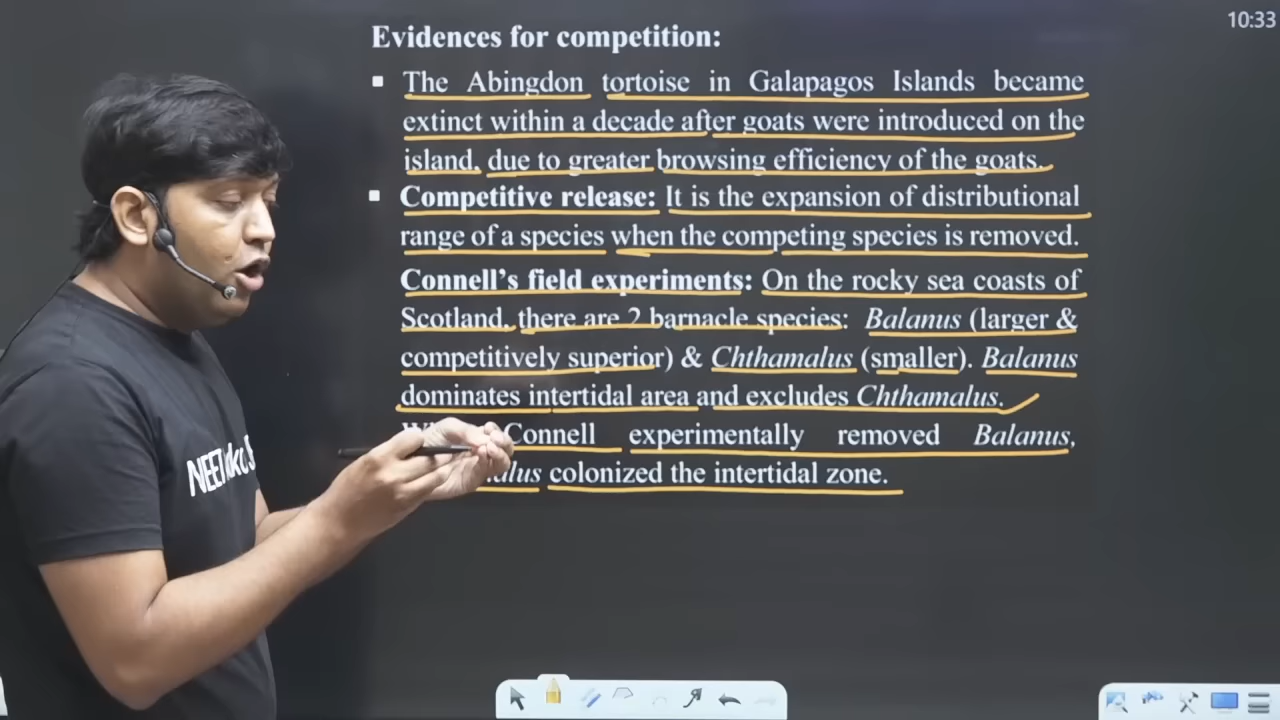 10:33
Evidences for competition:
▪ The Abingdon tortoise in Galapagos Islands became
extinct within a decade after goats were introduced on the
island, due to greater browsing efficiency of the goats.
▪ Competitive release: It is the expansion of distributional
range of a species when the competing species is removed.
Connell’s field experiments: On the rocky sea coasts of
Scotland, there are 2 barnacle species: Balanus (larger &
competitively superior) & Chthamalus (smaller). Balanus
dominates intertidal area and excludes Chthamalus.
Connell experimentally removed Balanus,
colonized the intertidal zone.
NEET